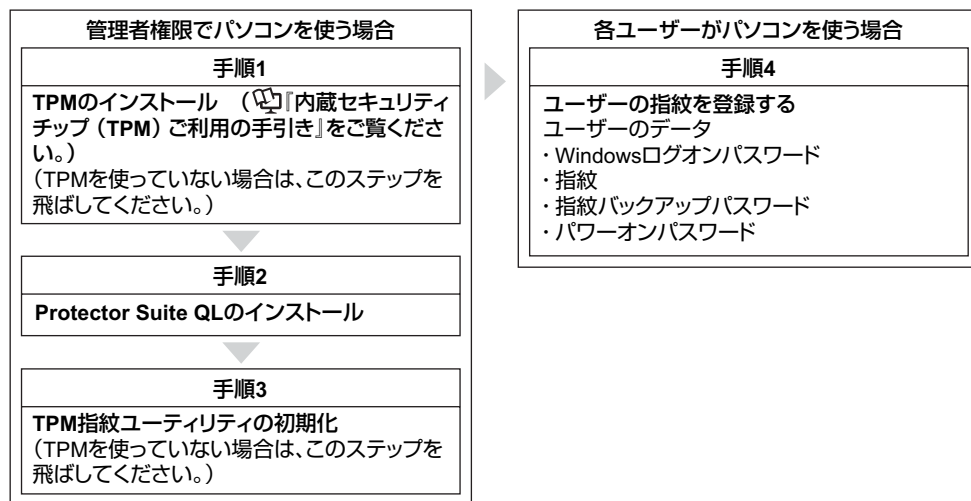 管理者権限でパソコンを使う場合
手順1
TPMのインストール （『内蔵セキュリティ
チップ（TPM）ご利用の手引き』をご覧くださ
い。）
（TPMを使っていない場合は、このステップを
飛ばしてください。）
手順2
Protector Suite QLのインストール
手順3
TPM指紋ユーティリティの初期化
（TPMを使っていない場合は、このステップを
飛ばしてください。）
各ユーザーがパソコンを使う場合
手順4
ユーザーの指紋を登録する
ユーザーのデータ
・Windowsログオンパスワード
・指紋
・指紋バックアップパスワード
・パワーオンパスワード